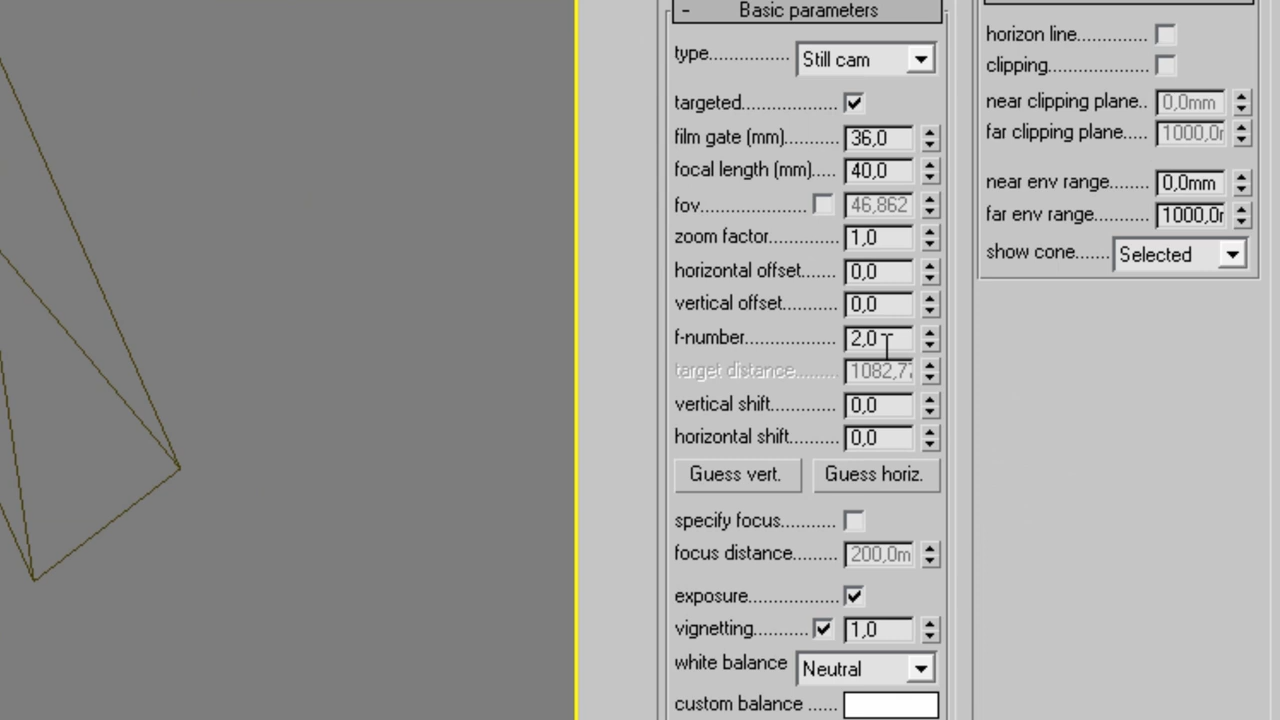 - Basic parameters
type............... Still cam
targeted..................
film gate (mm).......... 36,0
focal length (mm)..... 40,0
fov.................... 46,862
zoom factor............. 1,0
horizontal offset....... 0,0
vertical offset.......... 0,0
f-number................. 2,0
target distance......... 1082,77
vertical shift............. 0,0
horizontal shift......... 0,0
Guess vert. Guess horiz.
specify focus...........
focus distance......... 200,0m
exposure.................
vignetting.......... 1,0
white balance Neutral
custom balance ......
horizon line..............
clipping....................
near clipping plane.. 0,0mm
far clipping plane..... 1000,0
near env range........ 0,0mm
far env range........... 1000,0
show cone....... Selected